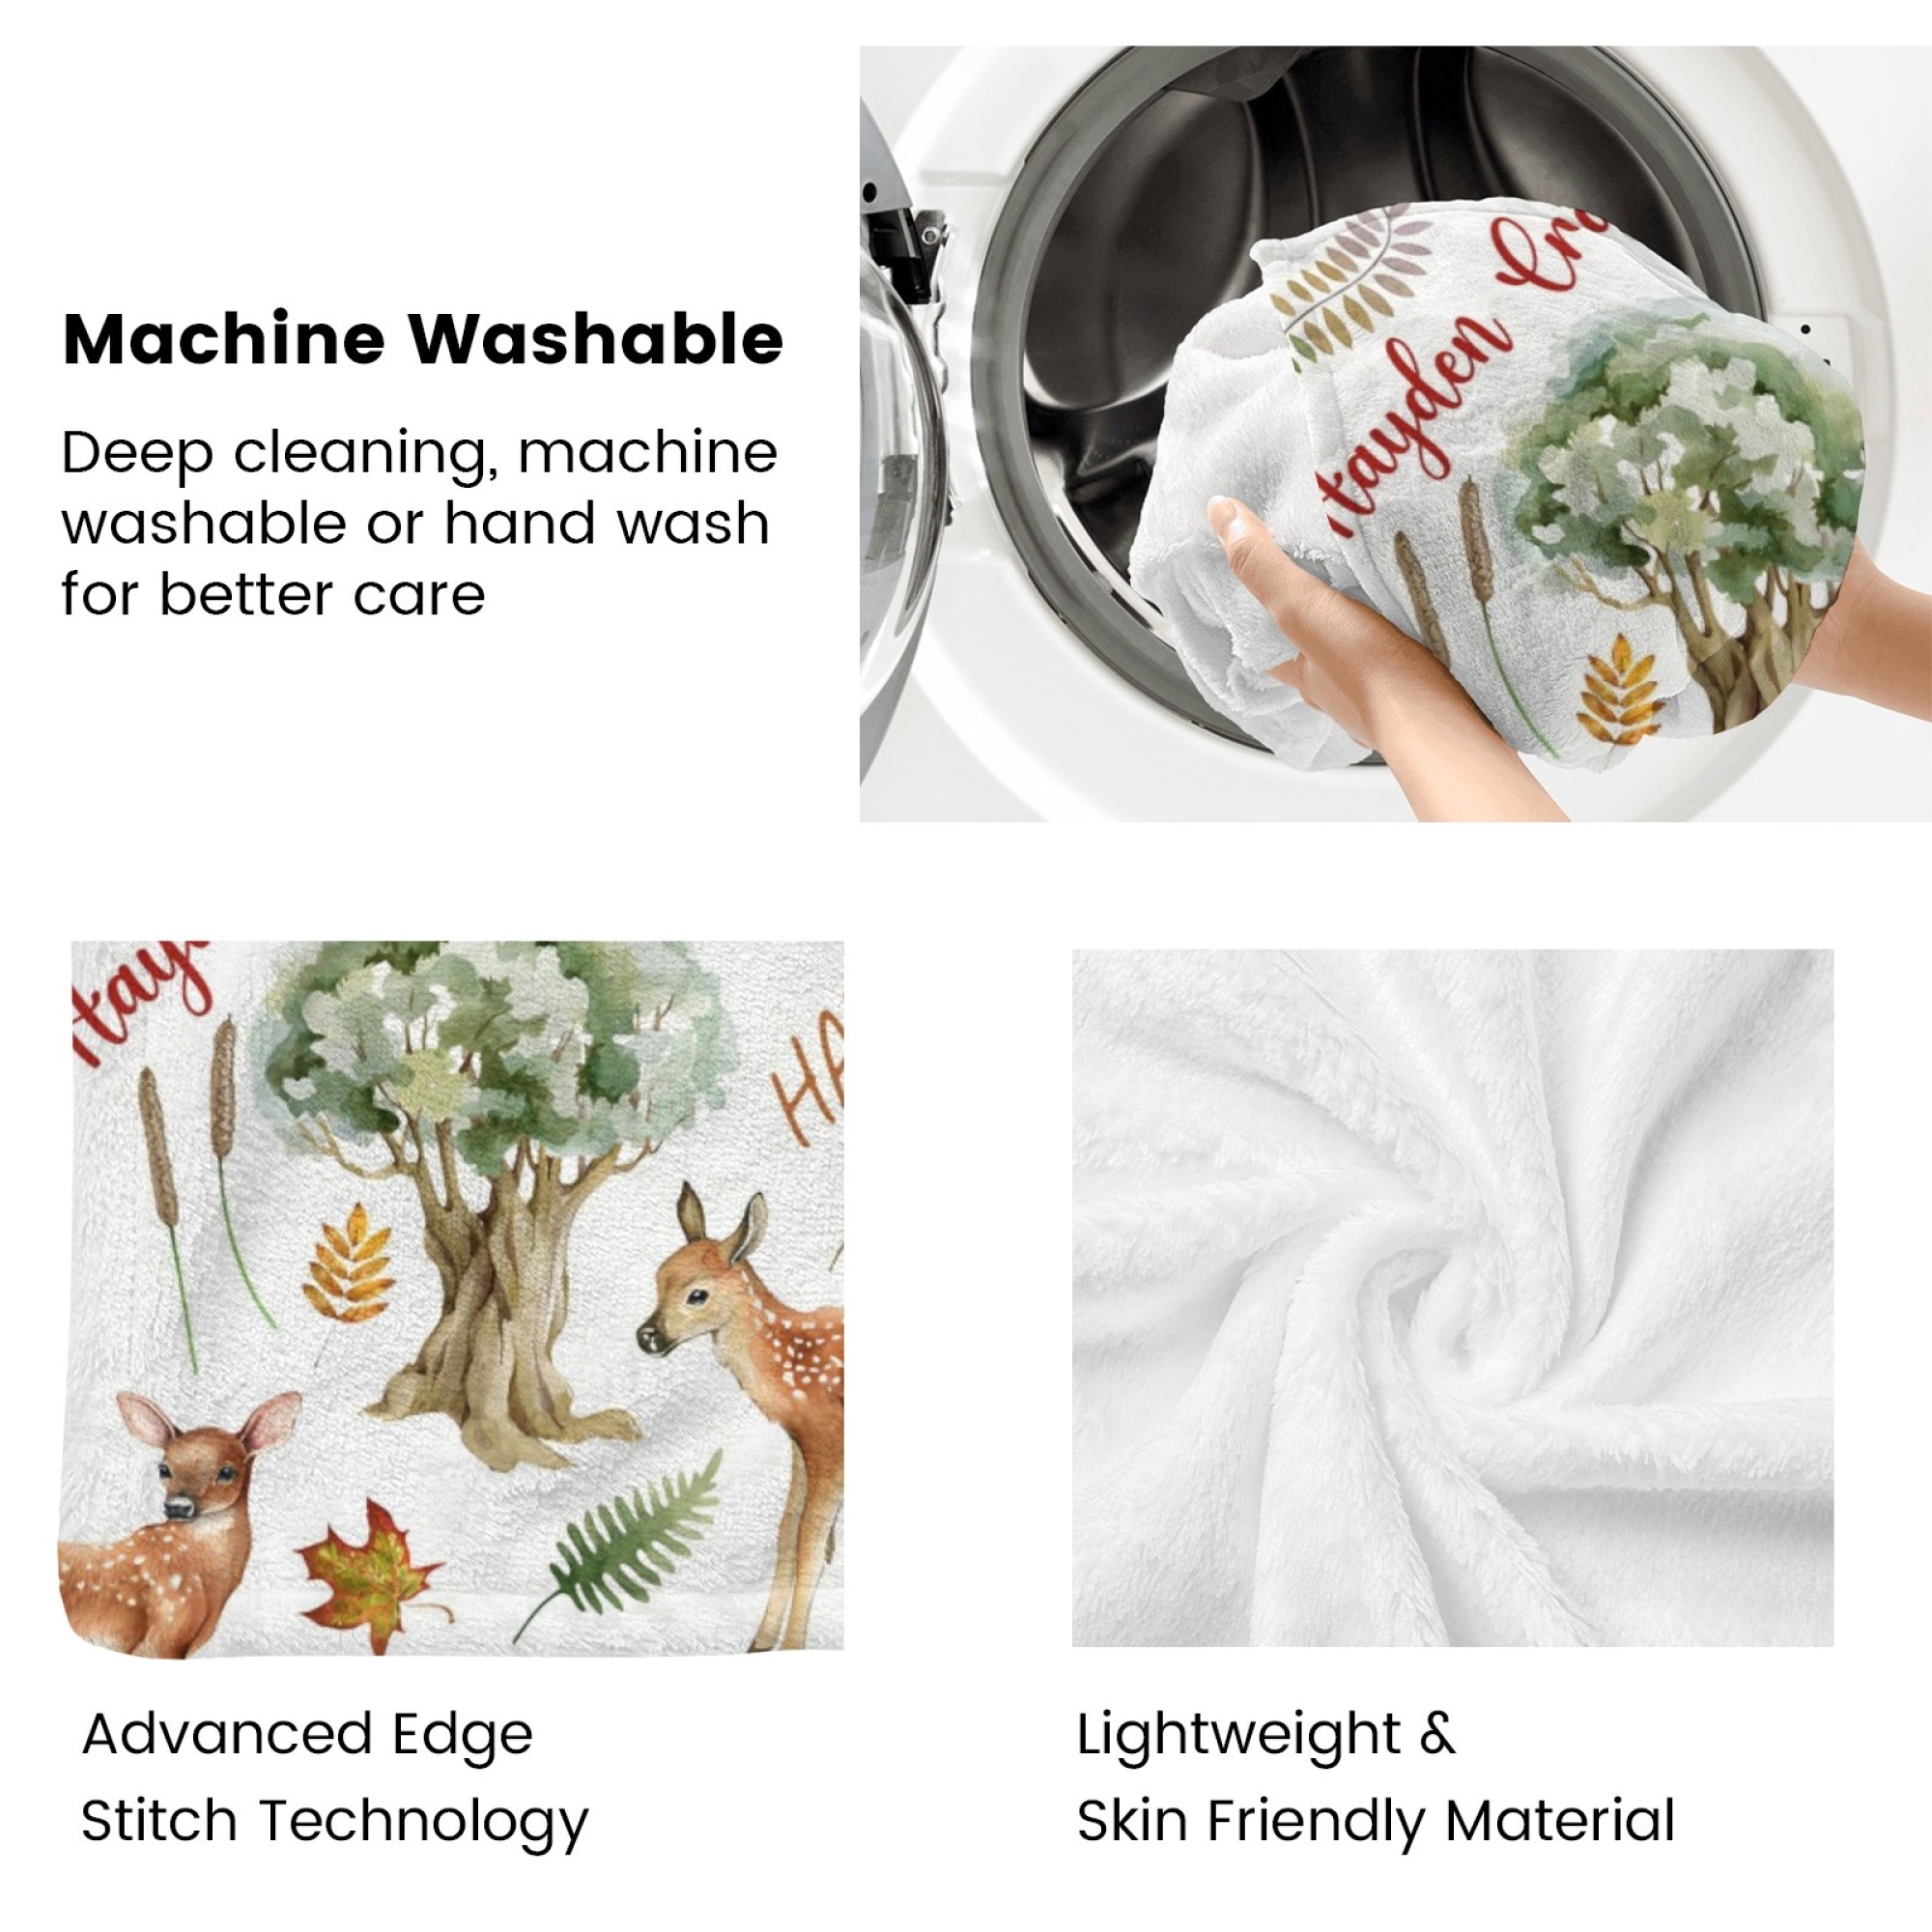 Machine Washable
Deep cleaning, machine
washable or hand wash
for better care
Advanced Edge
Stitch Technology
Lightweight &
Skin Friendly Material